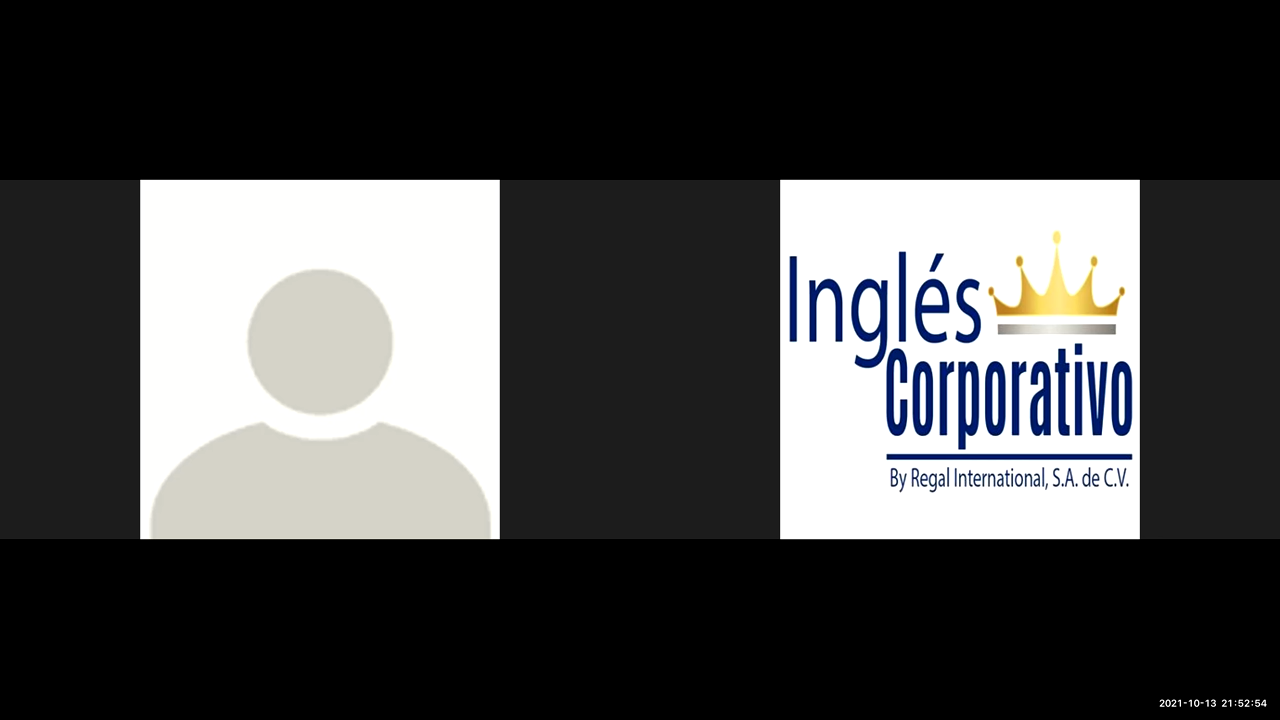 Inglés
Corporativo
By Regal International, S.A. de C.V.
2021-10-13 21:52:54